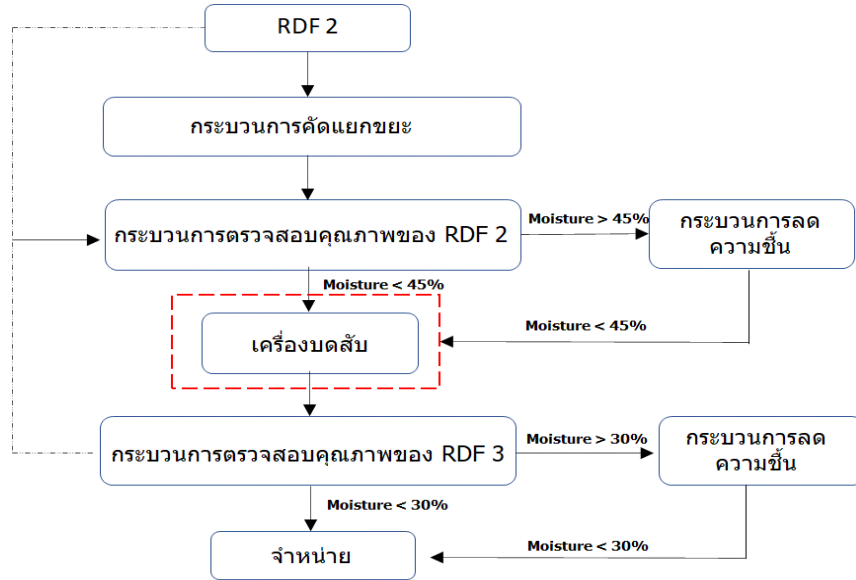 RDF 2
กระบวนการคัดแยกขยะ
กระบวนการตรวจสอบคุณภาพของ RDF 2
Moisture > 45%
กระบวนการลด
ความชื้น
Moisture < 45%
Moisture < 45%
เครื่องบดสับ
กระบวนการตรวจสอบคุณภาพของ RDF 3
Moisture > 30%
กระบวนการลด
ความชื้น
Moisture < 30%
Moisture < 30%
จำหน่าย